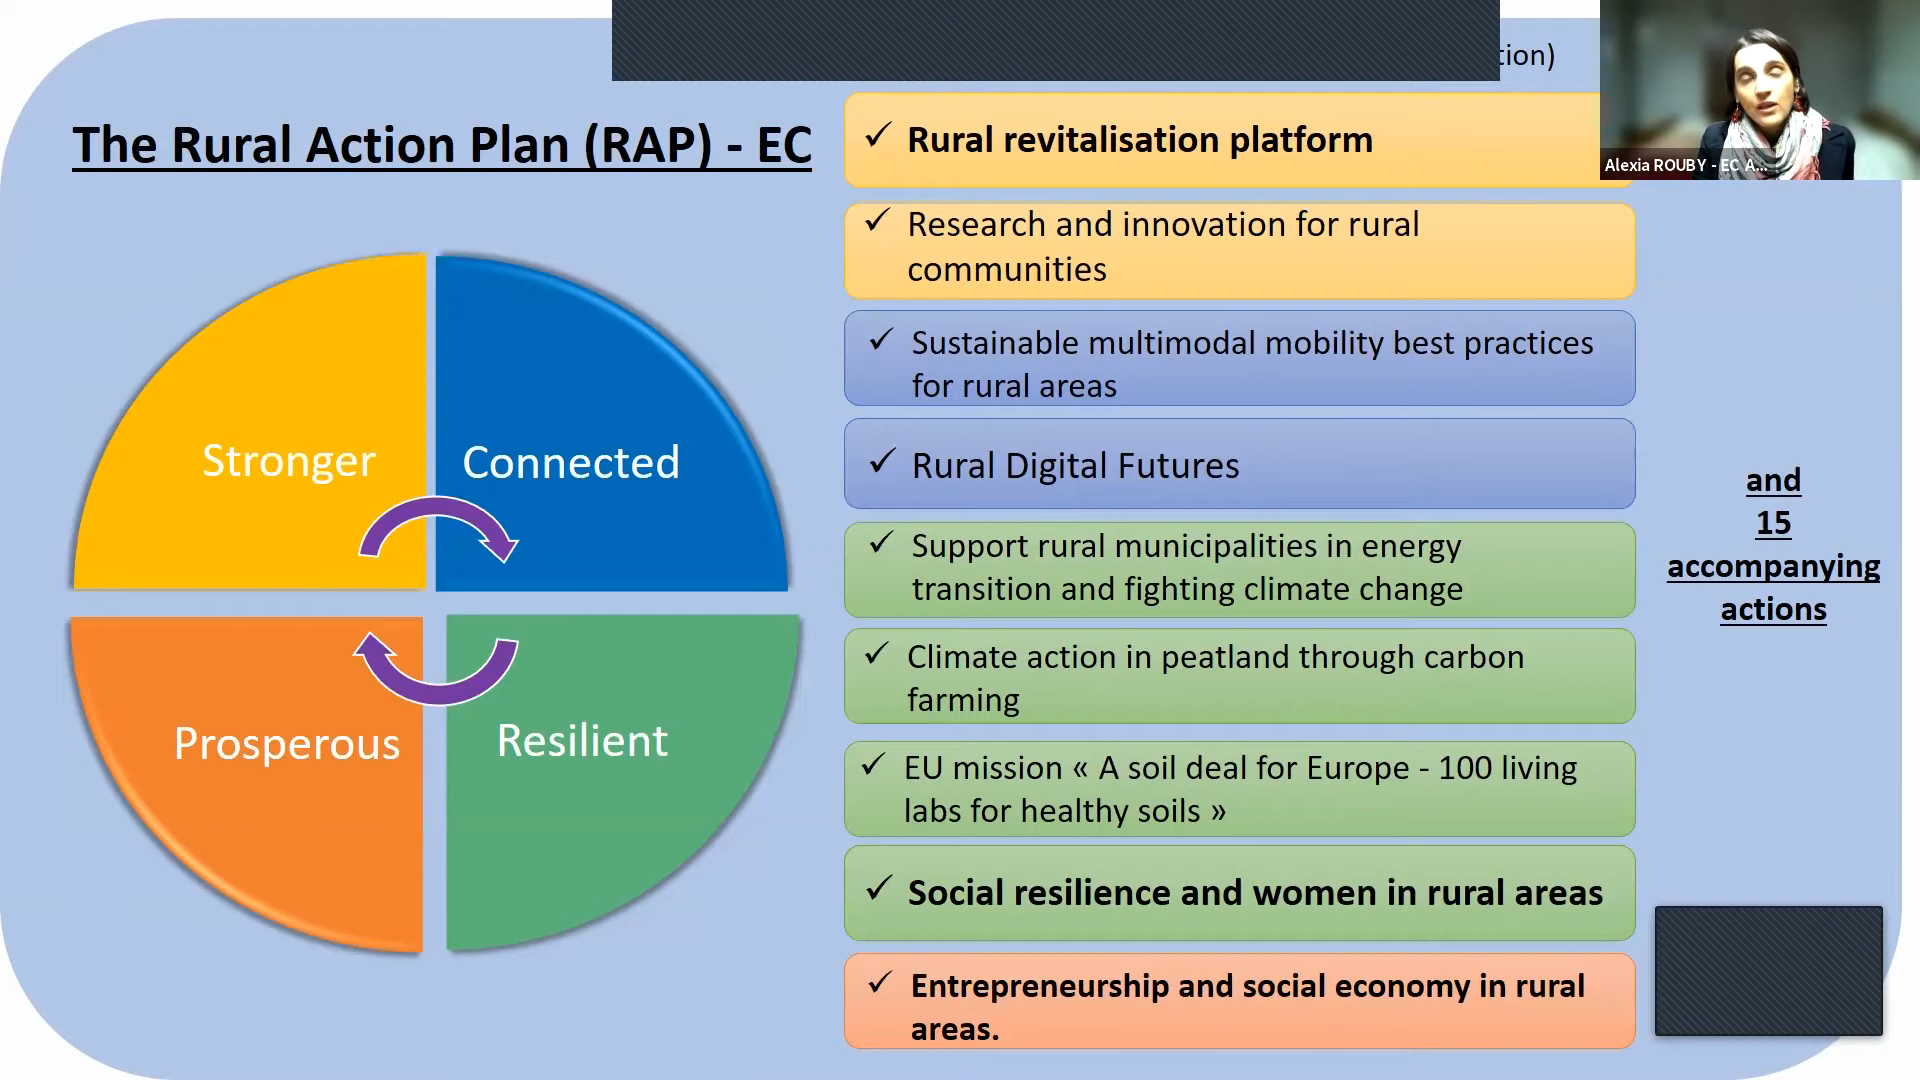 tion)
The Rural Action Plan (RAP) - EC
Stronger
Connected
Prosperous
Resilient
✓ Rural revitalisation platform
✓ Research and innovation for rural
communities
✓ Sustainable multimodal mobility best practices
for rural areas
✓ Rural Digital Futures
✓ Support rural municipalities in energy
transition and fighting climate change
✓ Climate action in peatland through carbon
farming
✓ EU mission « A soil deal for Europe - 100 living
labs for healthy soils »
✓ Social resilience and women in rural areas
✓ Entrepreneurship and social economy in rural
areas.
and
15
accompanying
actions
Alexia ROUBY - EC A...